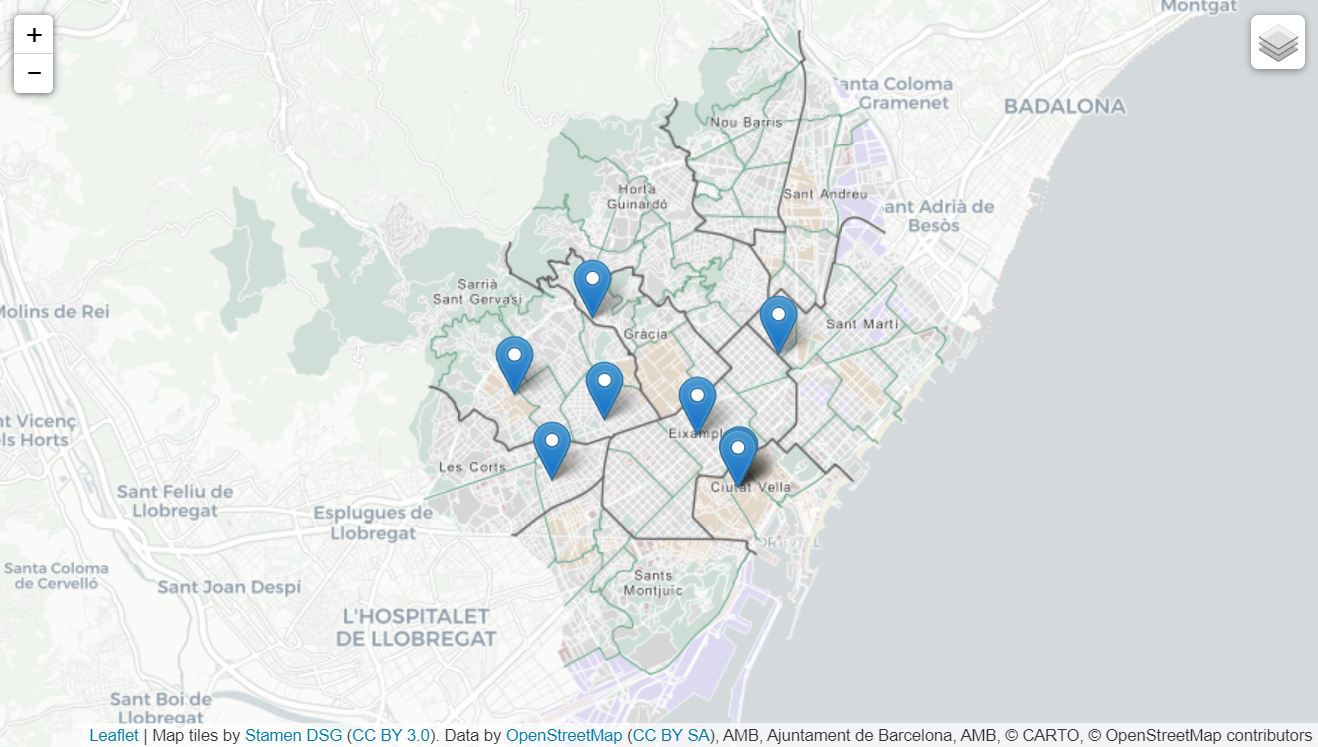 Montgat
+
−
Santa Coloma
Gramenet
BADALONA
Nou Barris
Horta
Guinardó
Sant Andreu
ant Adrià de
Besòs
Sarrià
Sant Gervasi
Molins de Rei
Gràcia
Sant Martí
nt Vicenç
els Horts
Eixampl
Les Corts
Ciutat Vella
Sant Feliu de
Llobregat
Esplugues de
Llobregat
Santa Coloma
de Cervelló
Sant Joan Despí
Sants
Montjuïc
L'HOSPITALET
DE LLOBREGAT
Sant Boi de
Llobregat
Leaflet | Map tiles by Stamen DSG (CC BY 3.0). Data by OpenStreetMap (CC BY SA), AMB, Ajuntament de Barcelona, AMB, © CARTO, © OpenStreetMap contributors